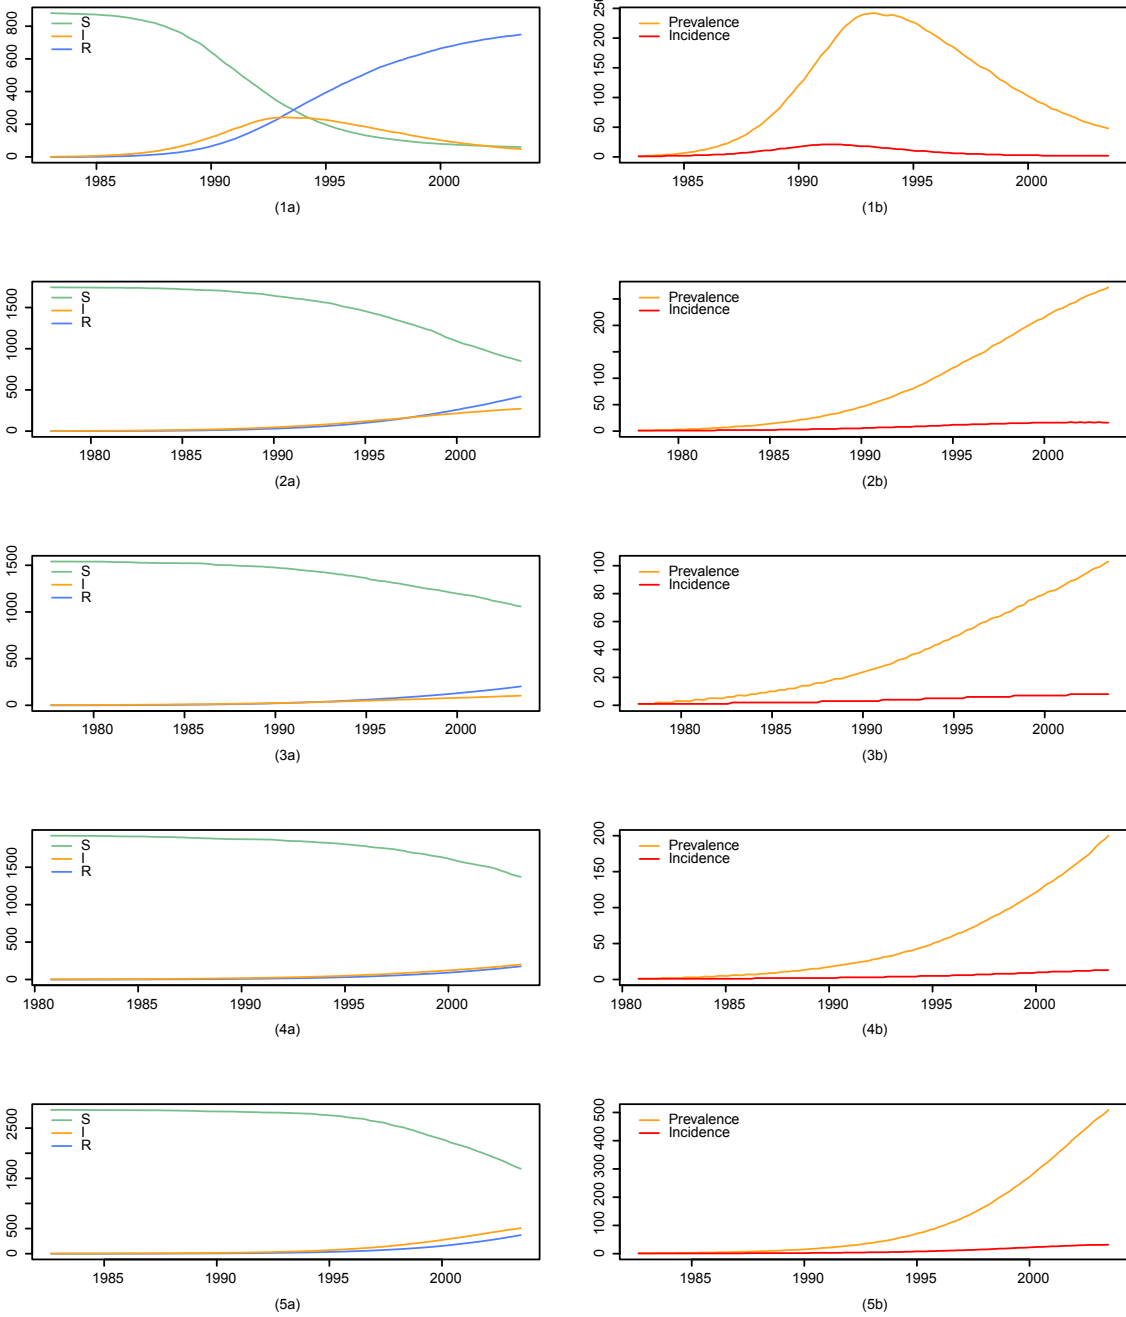 0 200 400 600 800
S
I
R
1985 1990 1995 2000
(1a)
0 50 100 150 200 250
Prevalence
Incidence
1985 1990 1995 2000
(1b)
0 500 1000 1500
S
I
R
1980 1985 1990 1995 2000
(2a)
0 50 100 200
Prevalence
Incidence
1980 1985 1990 1995 2000
(2b)
0 500 1000 1500
S
I
R
1980 1985 1990 1995 2000
(3a)
0 20 40 60 80 100
Prevalence
Incidence
1980 1985 1990 1995 2000
(3b)
0 500 1000 1500
S
I
R
1980 1985 1990 1995 2000
(4a)
0 50 100 150 200
Prevalence
Incidence
1980 1985 1990 1995 2000
(4b)
0 500 1500 2500
S
I
R
1985 1990 1995 2000
(5a)
0 100 200 300 400 500
Prevalence
Incidence
1985 1990 1995 2000
(5b)